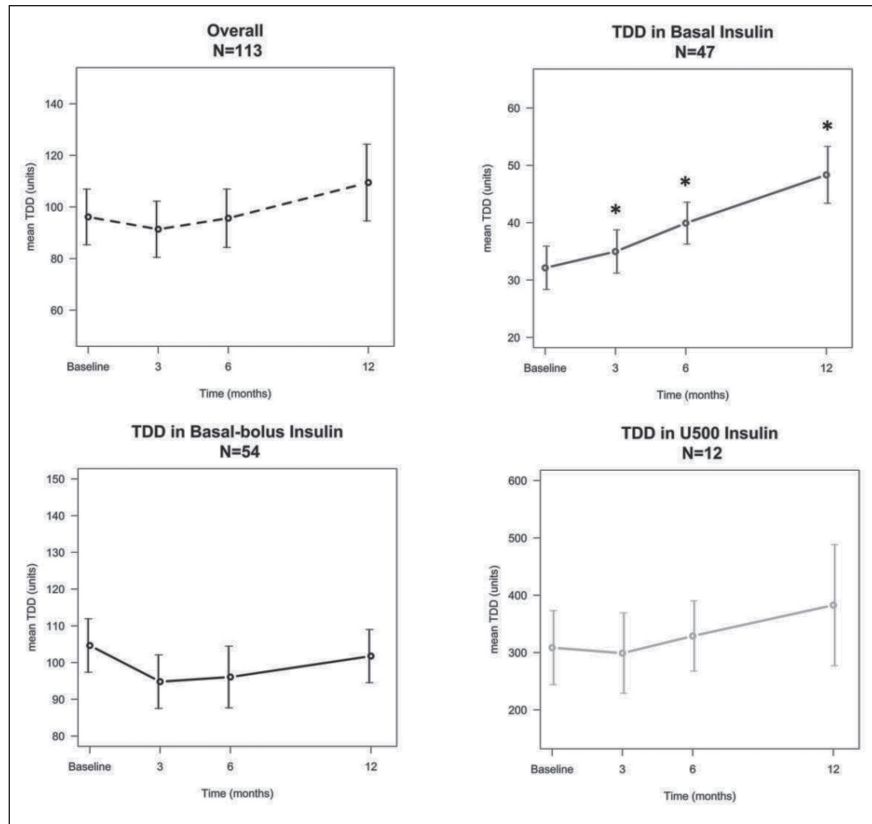 Overall
N=113
140
120
100
80
60
mean TDD (units)
Baseline 3 6 12
Time (months)
TDD in Basal Insulin
N=47
60
50
40
30
20
mean TDD (units)
* * *
Baseline 3 6 12
Time (months)
TDD in Basal-bolus Insulin
N=54
150
140
130
120
110
100
90
80
mean TDD (units)
Baseline 3 6 12
Time (months)
TDD in U500 Insulin
N=12
600
500
400
300
200
mean TDD (units)
Baseline 3 6 12
Time (months)